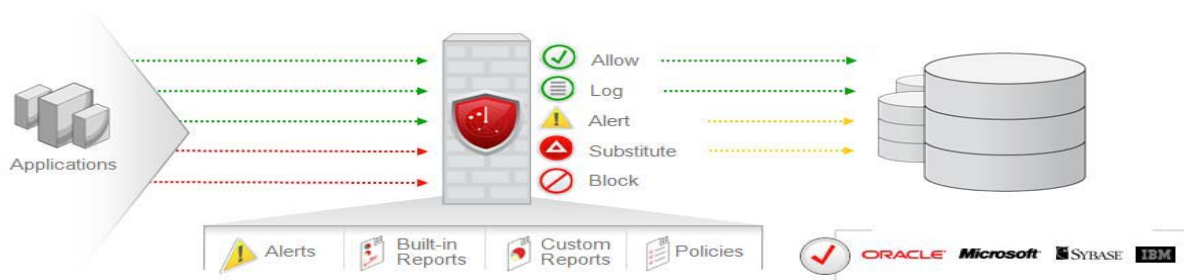 Applications
Allow
Log
Alert
Substitute
Block
Alerts
Built-in
Reports
Custom
Reports
Policies
ORACLE Microsoft SYBASE IBM